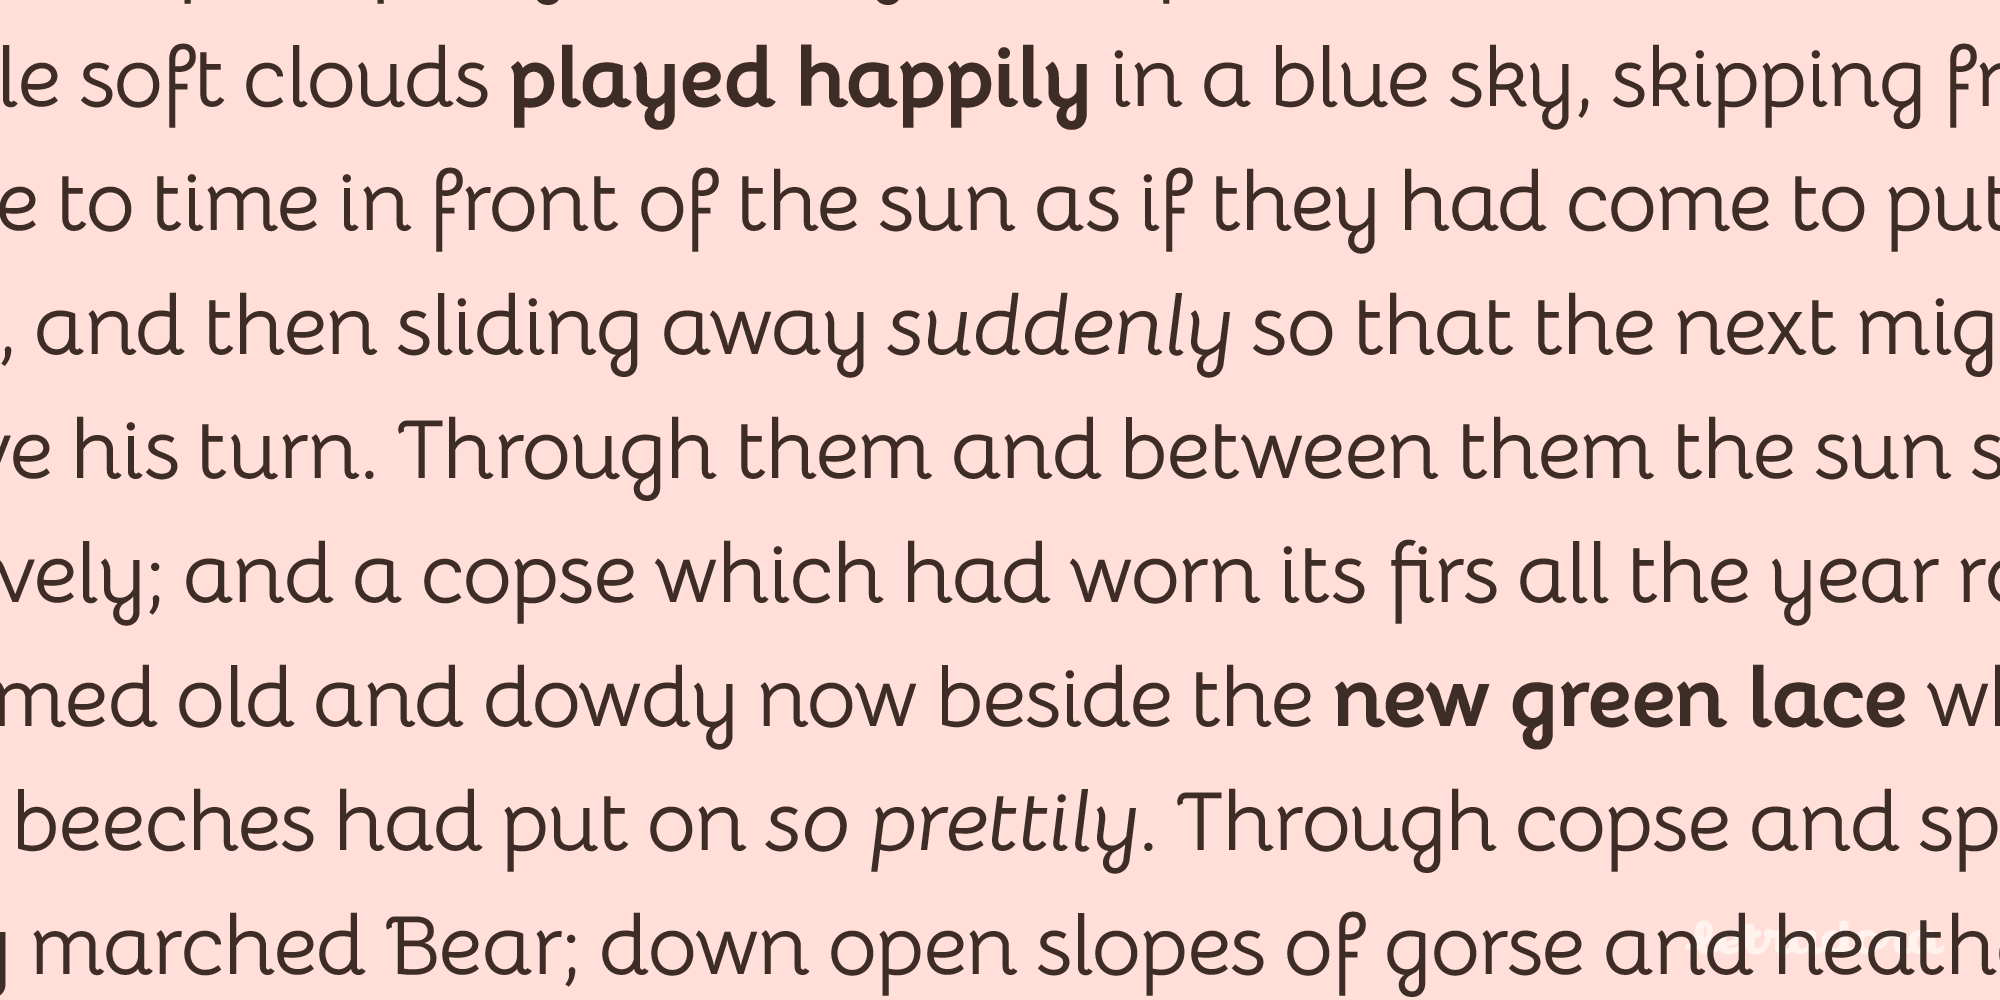 le soft clouds played happily in a blue sky, skipping fr
e to time in front of the sun as if they had come to put
, and then sliding away suddenly so that the next mig
ve his turn. Through them and between them the sun s
vely; and a copse which had worn its firs all the year ro
med old and dowdy now beside the new green lace wh
beeches had put on so prettily. Through copse and sp
y marched Bear; down open slopes of gorse and heath